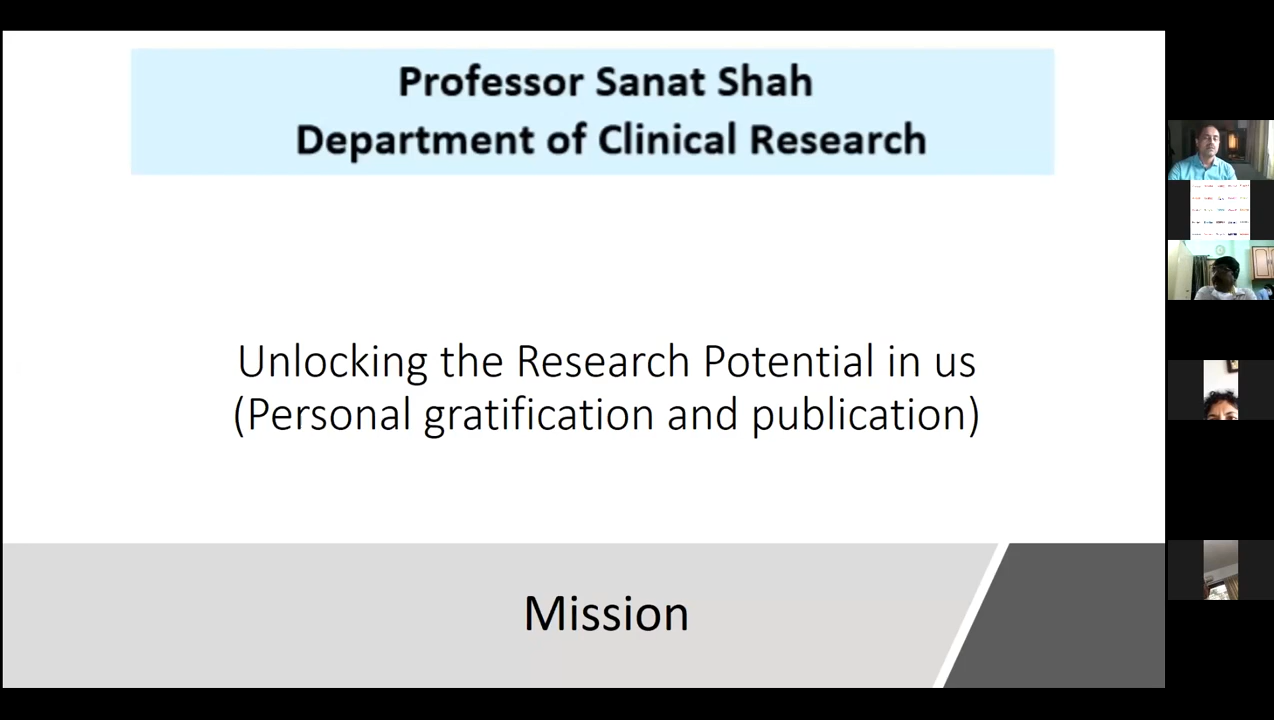 Professor Sanat Shah
Department of Clinical Research
Unlocking the Research Potential in us
(Personal gratification and publication)
Mission